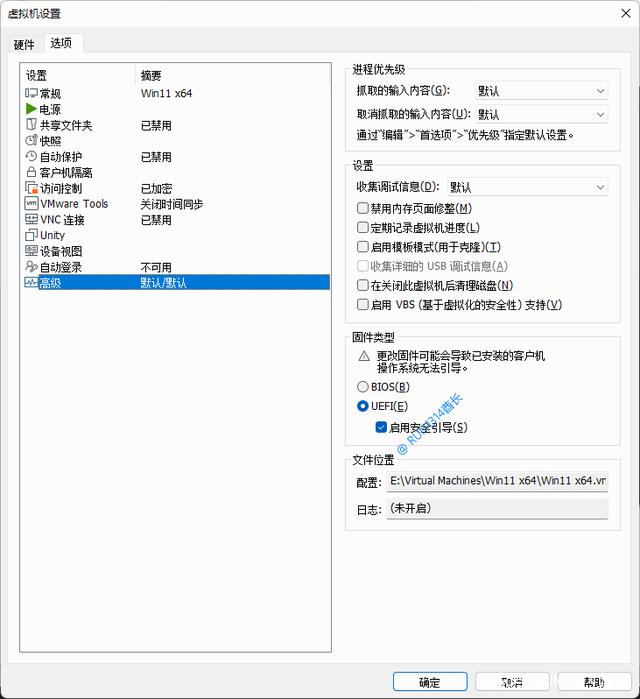 虚拟机设置
硬件 选项
设置 摘要
常规 Win11 x64
电源
共享文件夹 已禁用
快照
自动保护 已禁用
客户机隔离
访问控制 已加密
VMware Tools 关闭时间同步
VNC 连接 已禁用
Unity
设备视图
自动登录 不可用
高级 默认/默认
进程优先级
抓取的输入内容(G): 默认
取消抓取的输入内容(U): 默认
通过“编辑”>“首选项”>“优先级”指定默认设置。
设置
收集调试信息(D): 默认
禁用内存页面修整(M)
定期记录虚拟机进度(L)
启用模板模式(用于克隆)(T)
收集详细的 USB 调试信息(A)
在关闭此虚拟机后清理磁盘(N)
启用 VBS (基于虚拟化的安全性) 支持(V)
固件类型
更改固件可能会导致已安装的客户机
操作系统无法引导。
BIOS(B)
UEFI(E)
启用安全引导(S)
文件位置
配置: E:\Virtual Machines\Win11 x64\Win11 x64.vm
日志: (未开启)
确定 取消 帮助